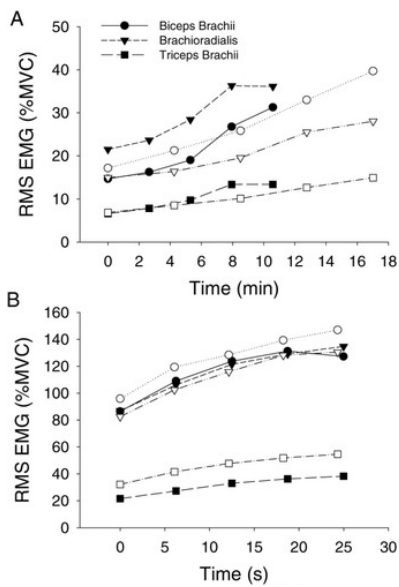 A
Biceps Brachii
Brachioradialis
Triceps Brachii
RMS EMG (%MVC)
50
40
30
20
10
0
0 2 4 6 8 10 12 14 16 18
Time (min)
B
RMS EMG (%MVC)
160
140
120
100
80
60
40
20
0
0 5 10 15 20 25 30
Time (s)